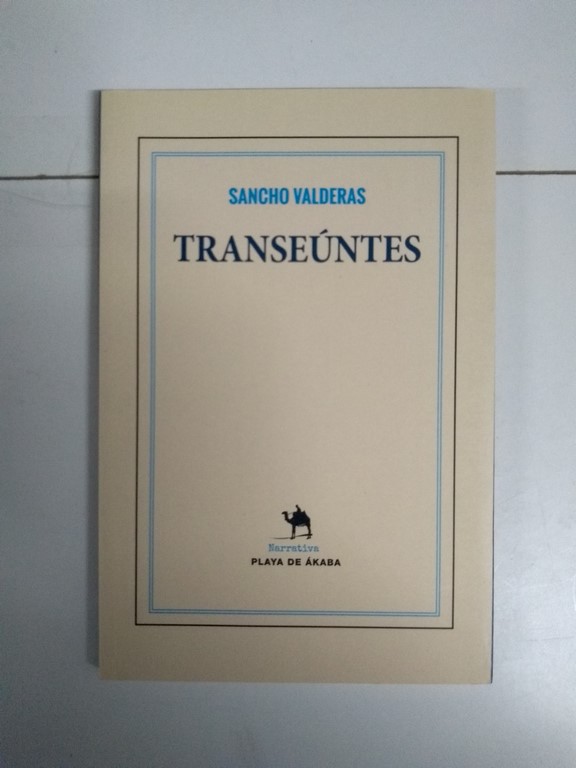 SANCHO VALDERAS
TRANSEÚNTES
Narrativa
PLAYA DE ÁKABA